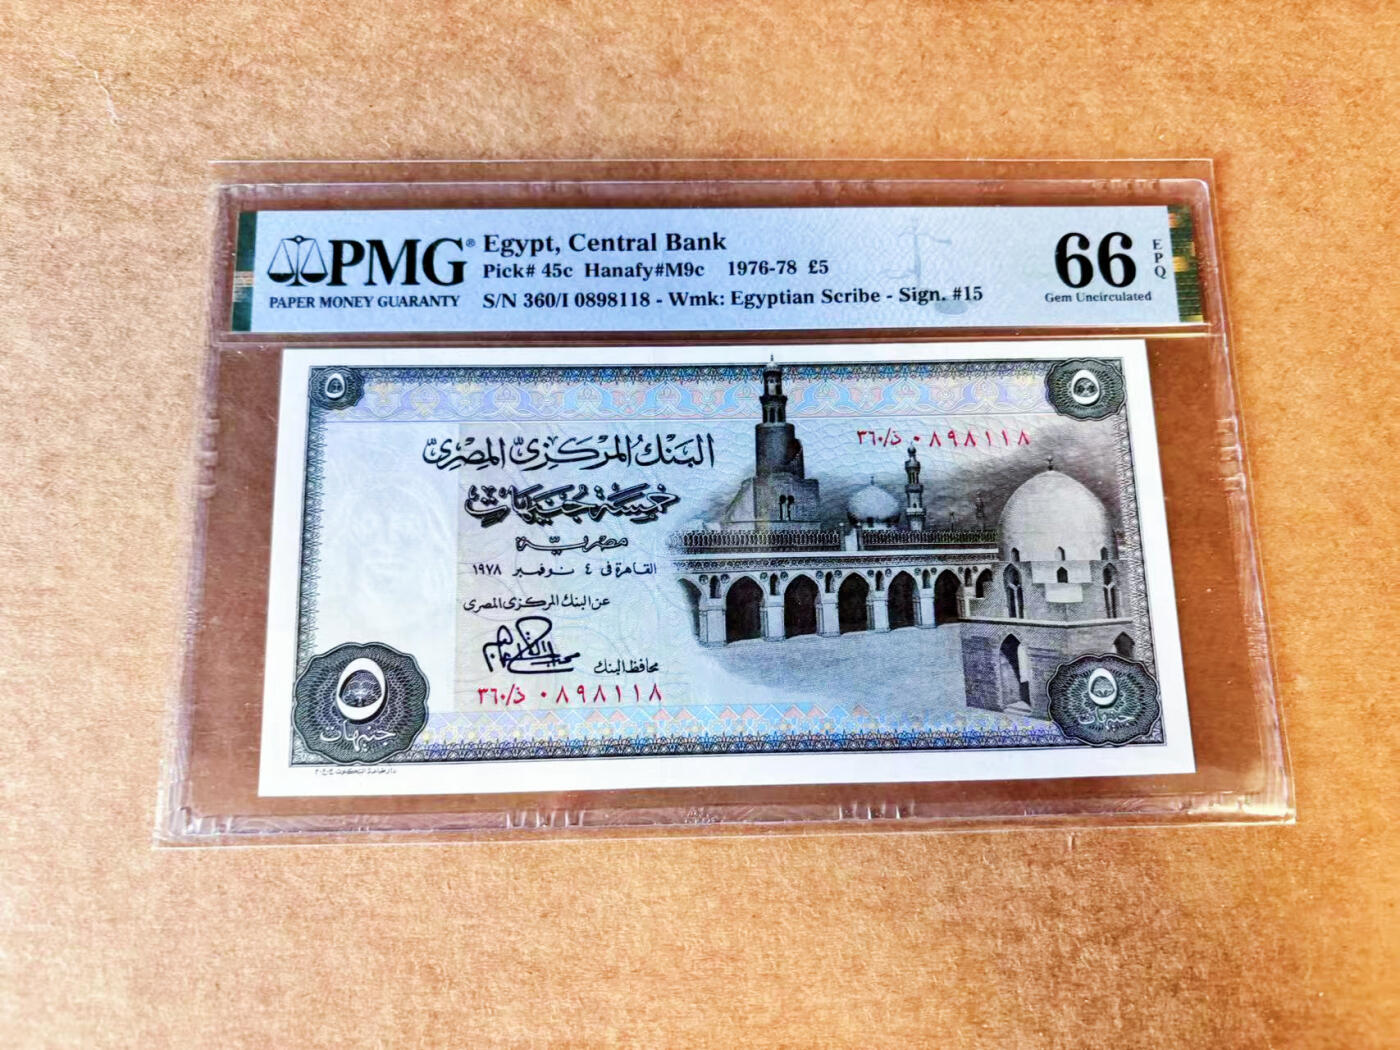 PMG®
PAPER MONEY GUARANTY
Egypt, Central Bank
Pick# 45c Hanafy#M9c 1976-78 £5
S/N 360/I 0898118 - Wmk: Egyptian Scribe - Sign. #15
66
EPQ
Gem Uncirculated
٥
٥
٣٦٠/ذ ٠٨٩٨١١٨
البنك المركزى المصرى
خمسة جنيهات
مصرية
القاهرة فى ٤ نوفمبر ١٩٧٨
عن البنك المركزى المصرى
محافظ البنك
٣٦٠/ذ ٠٨٩٨١١٨
٥
جنيهات
٥
جنيهات